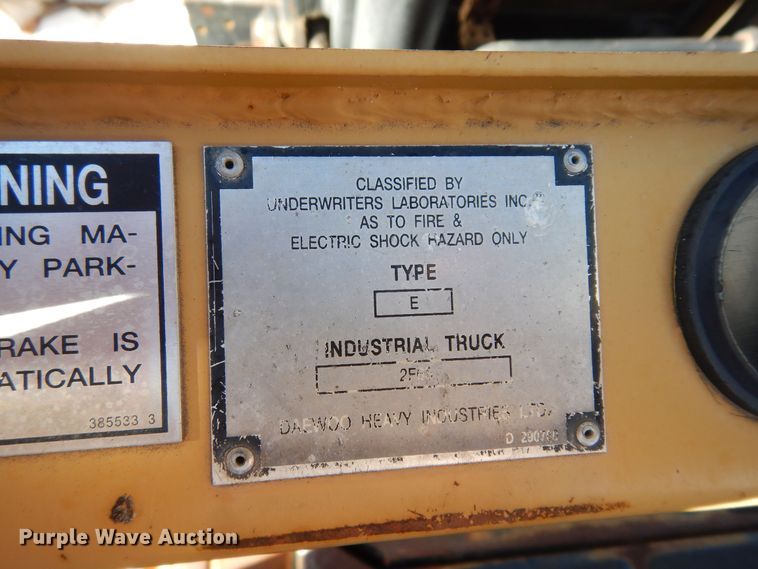 NING
ING MA-
Y PARK-
RAKE IS
ATICALLY
385533 3
CLASSIFIED BY
UNDERWRITERS LABORATORIES INC.®
AS TO FIRE &
ELECTRIC SHOCK HAZARD ONLY
TYPE
E
INDUSTRIAL TRUCK
DAEWOO HEAVY INDUSTRIES LTD.
D
Purple Wave Auction